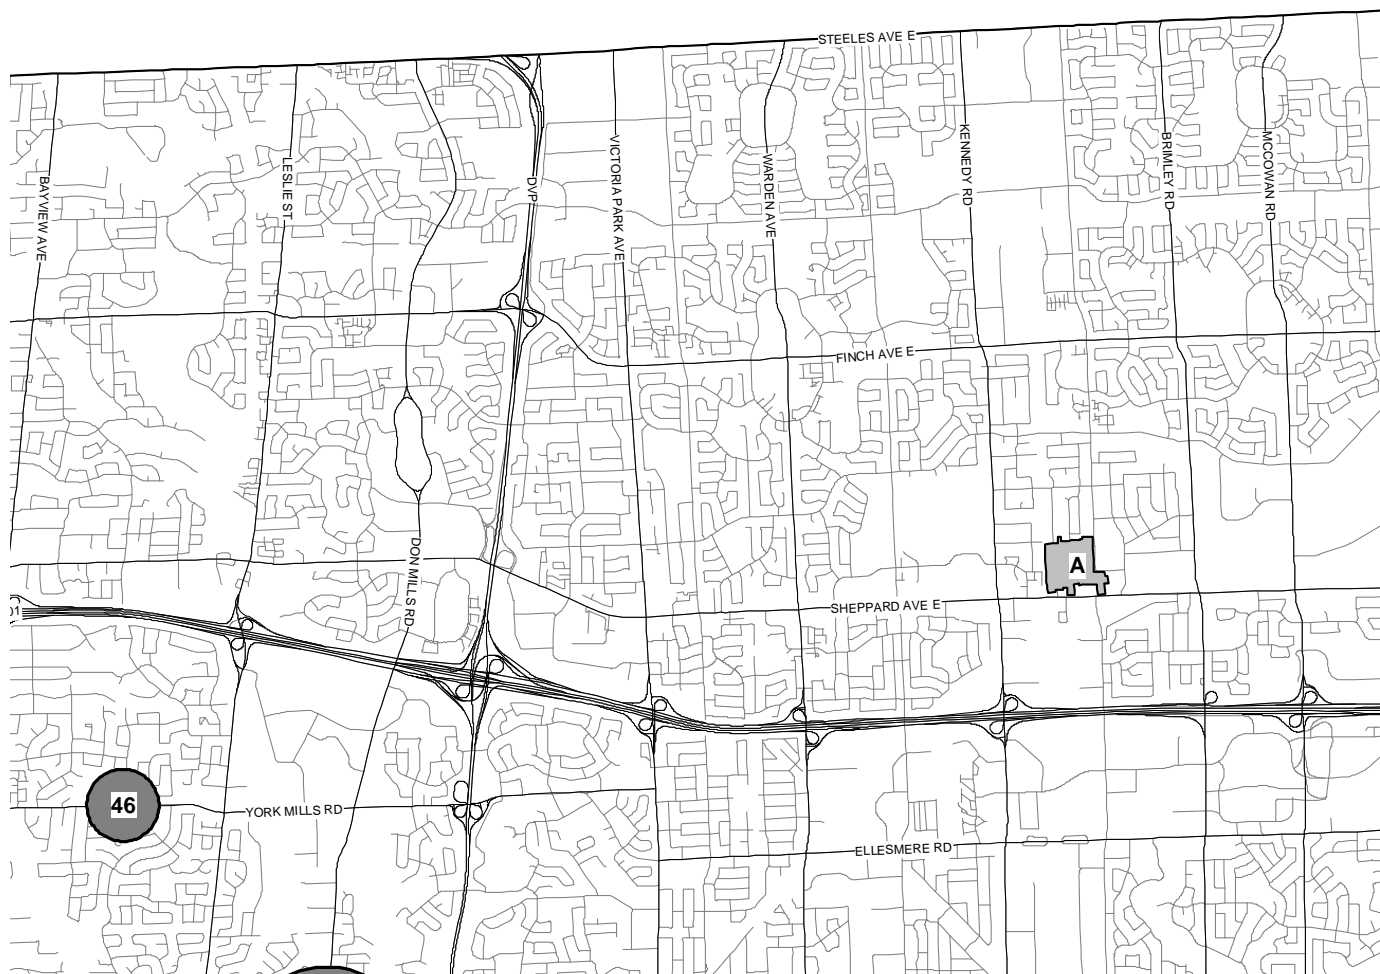 STEELES AVE E
BAYVIEW AVE
LESLIE ST
DVP
VICTORIA PARK AVE
WARDEN AVE
KENNEDY RD
BRIMLEY RD
MCCOWAN RD
FINCH AVE E
DON MILLS RD
A
SHEPPARD AVE E
01
46
YORK MILLS RD
ELLESMERE RD